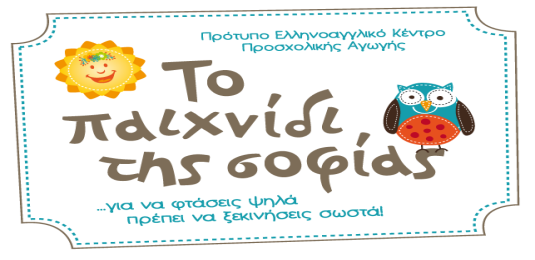 Πρότυπο Ελληνοαγγλικό Κέντρο
Προσχολικής Αγωγής
Το
παιχνίδι
της σοφίας
...για να φτάσεις ψηλά
πρέπει να ξεκινήσεις σωστά!